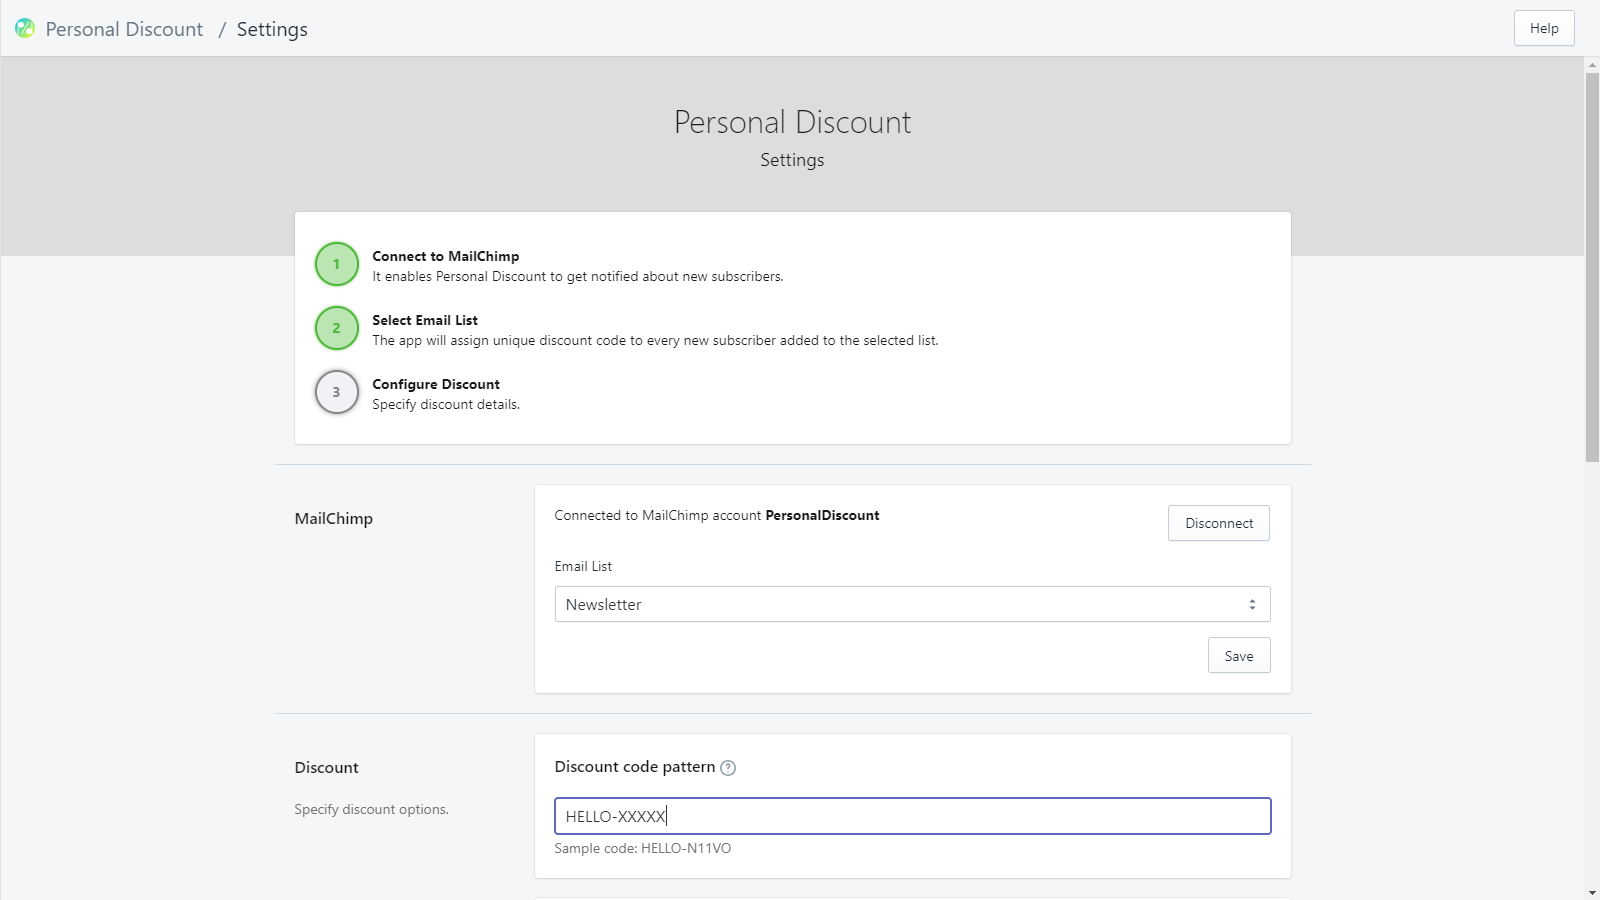 Personal Discount / Settings
Help
Personal Discount
Settings
1
Connect to MailChimp
It enables Personal Discount to get notified about new subscribers.
2
Select Email List
The app will assign unique discount code to every new subscriber added to the selected list.
3
Configure Discount
Specify discount details.
MailChimp
Connected to MailChimp account PersonalDiscount
Disconnect
Email List
Newsletter
Save
Discount
Specify discount options.
Discount code pattern ?
HELLO-XXXXX
Sample code: HELLO-N11VO